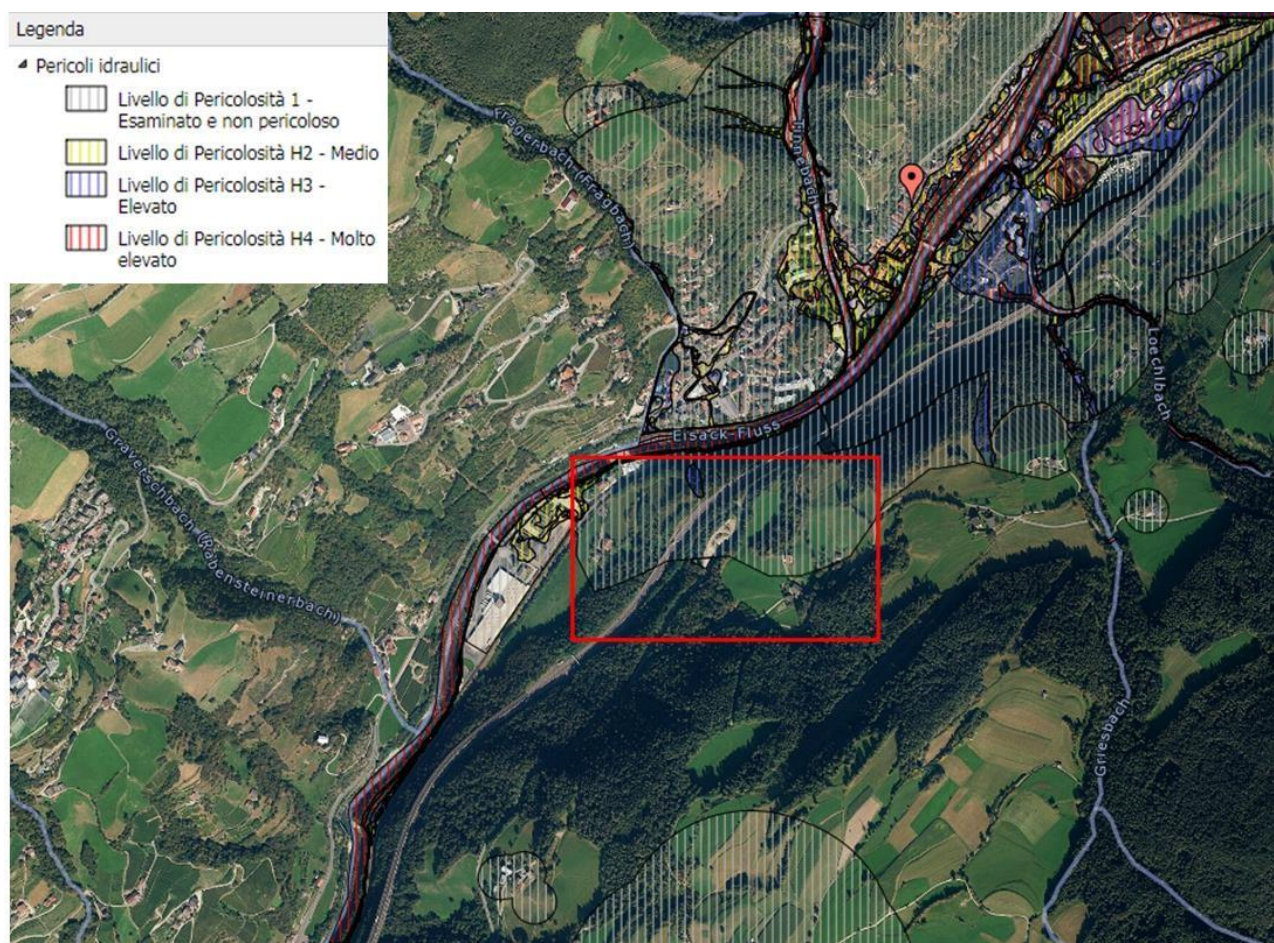 Legenda
Pericoli idraulici
Livello di Pericolosità 1 -
Esaminato e non pericoloso
Livello di Pericolosità H2 - Medio
Livello di Pericolosità H3 -
Elevato
Livello di Pericolosità H4 - Molto
elevato
Fragerbach (Fragbach)
Tinnebach
Loechlbach
Eisack-Fluss
Gravetschbach (Rabensteinerbach)
Griesbach